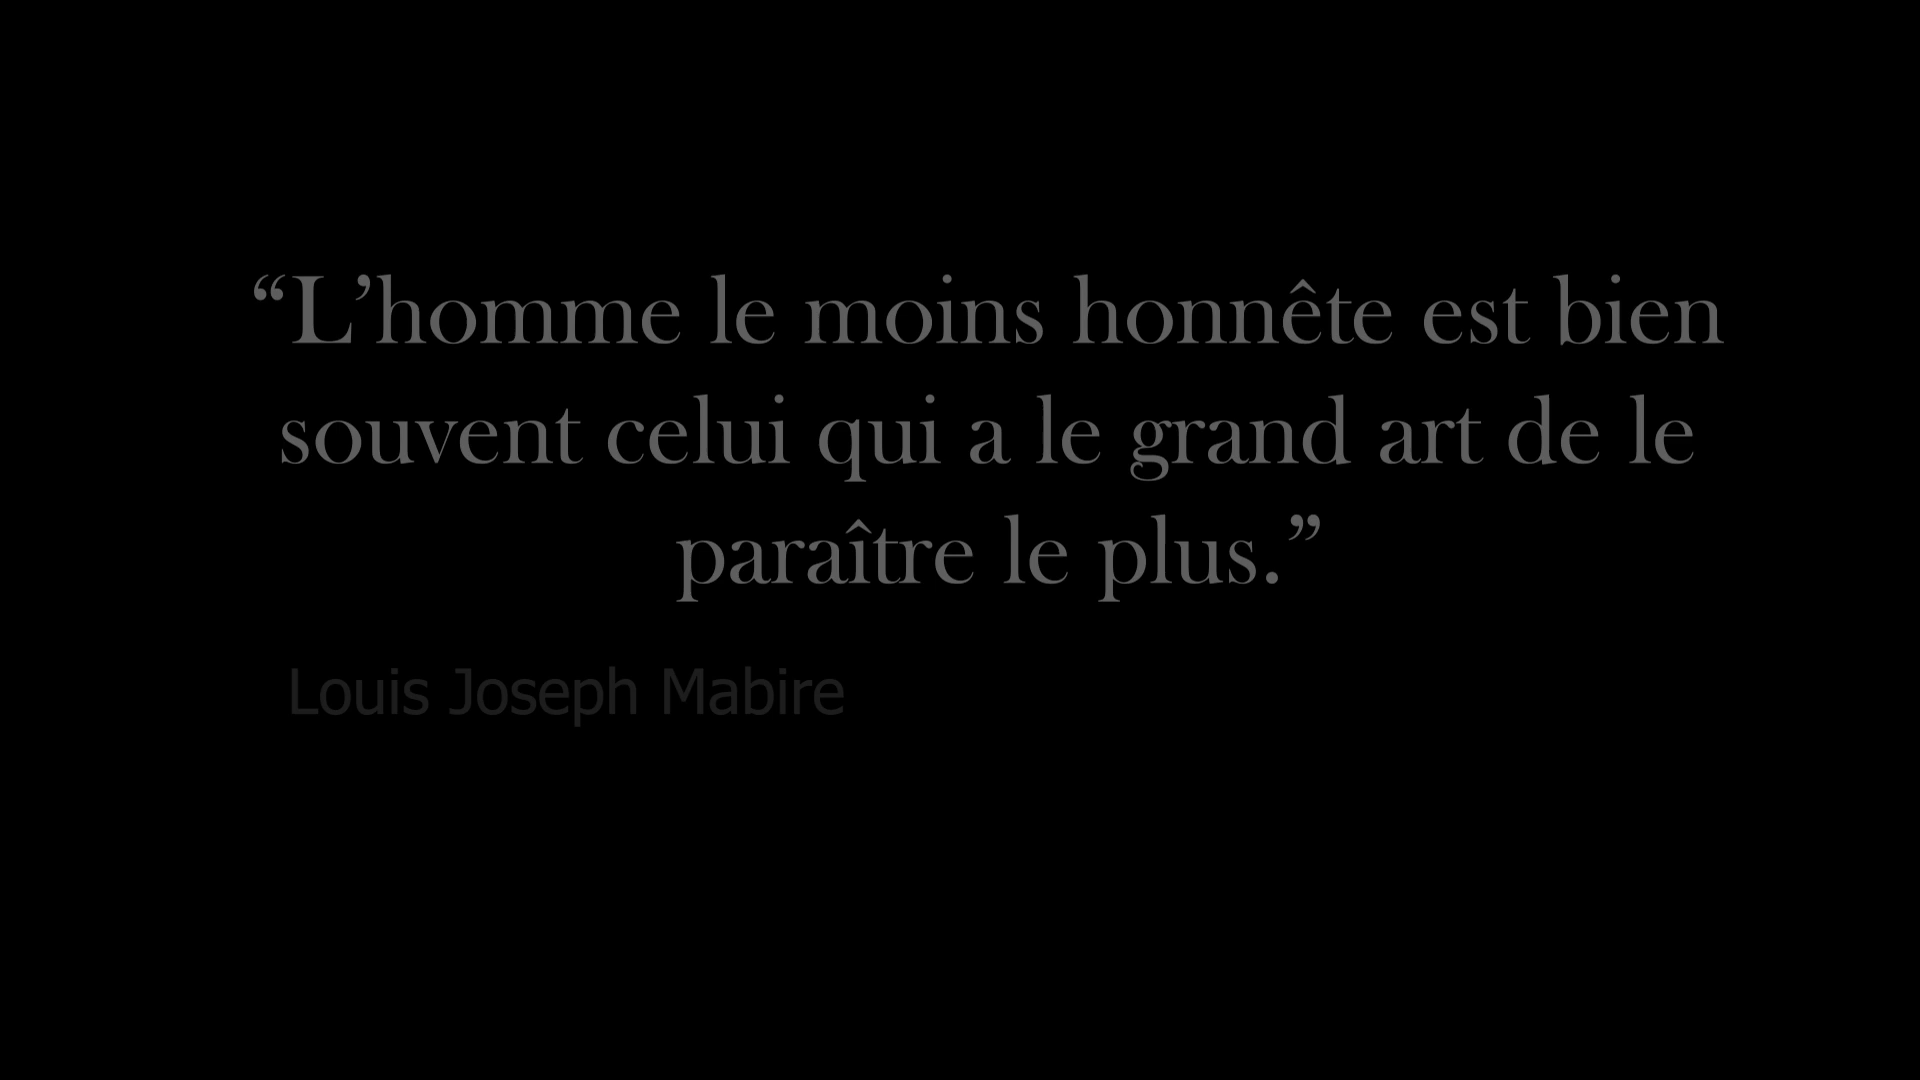 “L’homme le moins honnête est bien
souvent celui qui a le grand art de le
paraître le plus.”
Louis Joseph Mabire